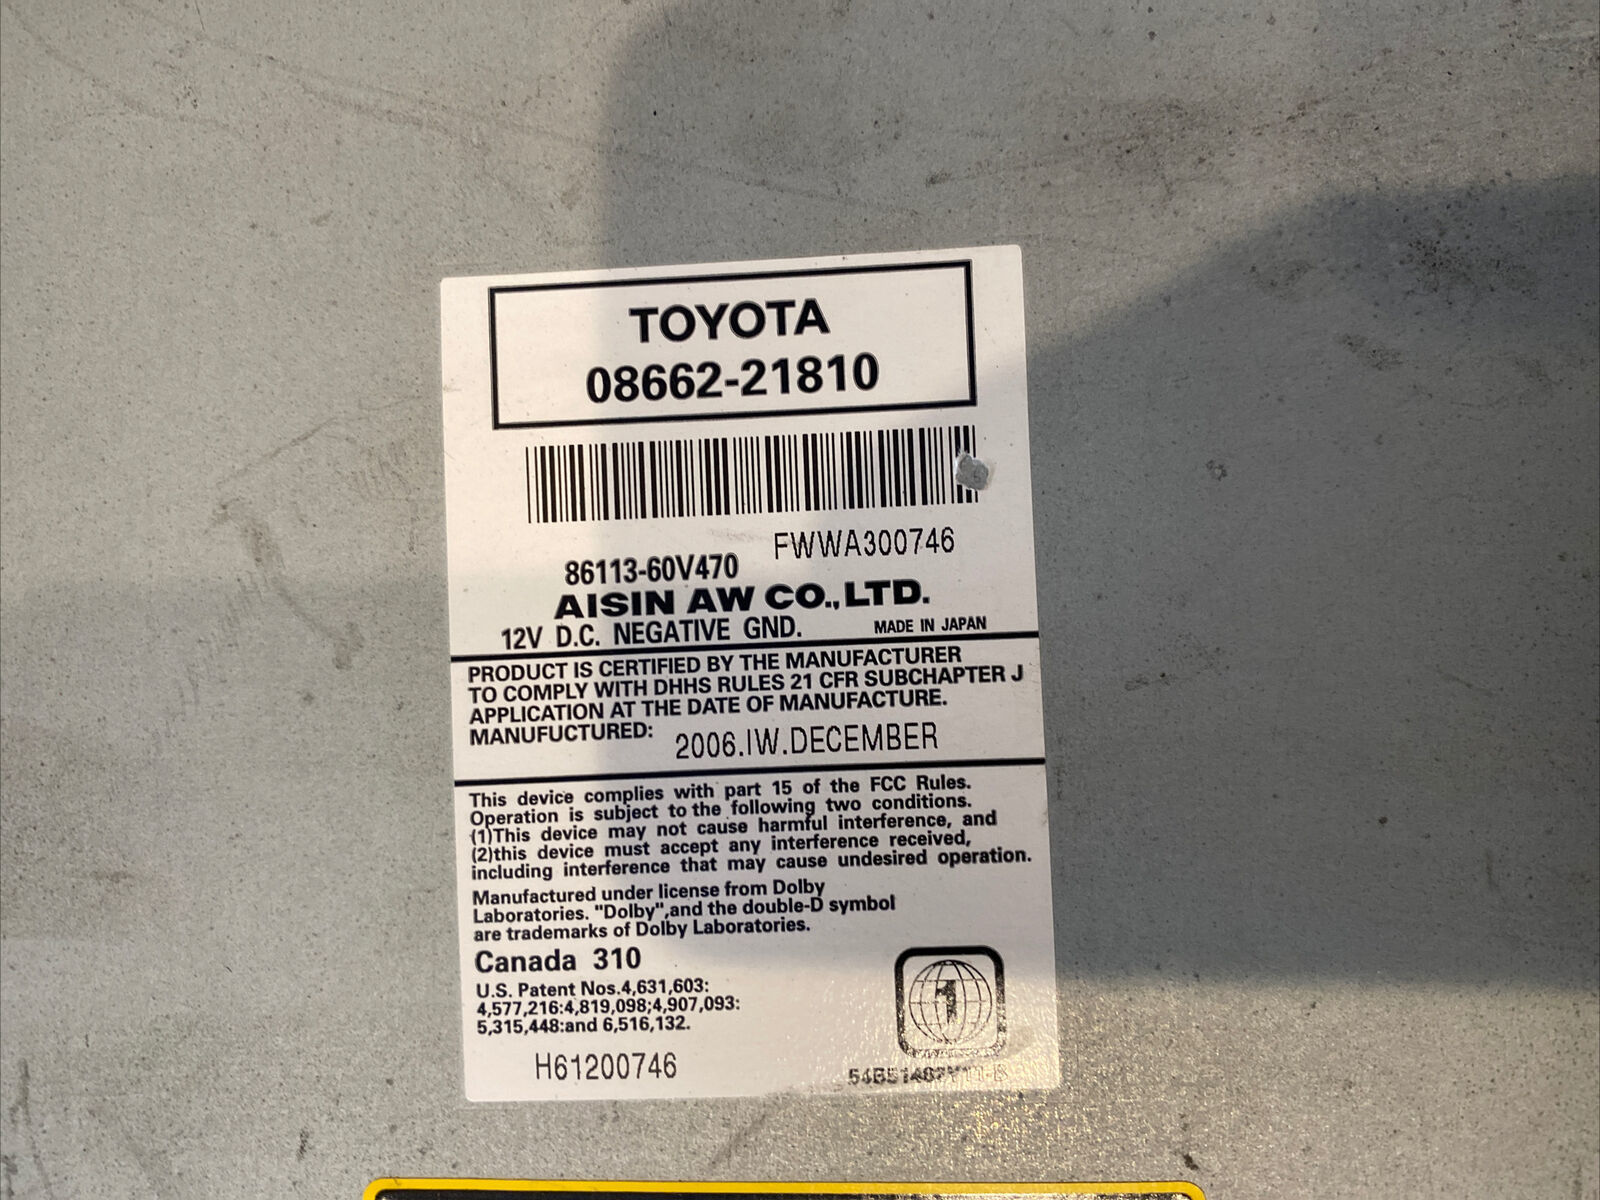 TOYOTA
08662-21810
FWWA300746
86113-60V470
AISIN AW CO.,LTD.
12V D.C. NEGATIVE GND. MADE IN JAPAN
PRODUCT IS CERTIFIED BY THE MANUFACTURER
TO COMPLY WITH DHHS RULES 21 CFR SUBCHAPTER J
APPLICATION AT THE DATE OF MANUFACTURE.
MANUFUCTURED: 2006.IW.DECEMBER
This device complies with part 15 of the FCC Rules.
Operation is subject to the following two conditions.
(1)This device may not cause harmful interference, and
(2)this device must accept any interference received,
including interference that may cause undesired operation.
Manufactured under license from Dolby
Laboratories. "Dolby",and the double-D symbol
are trademarks of Dolby Laboratories.
Canada 310
U.S. Patent Nos.4,631,603:
4,577,216:4,819,098;4,907,093:
5,315,448:and 6,516,132.
1
H61200746